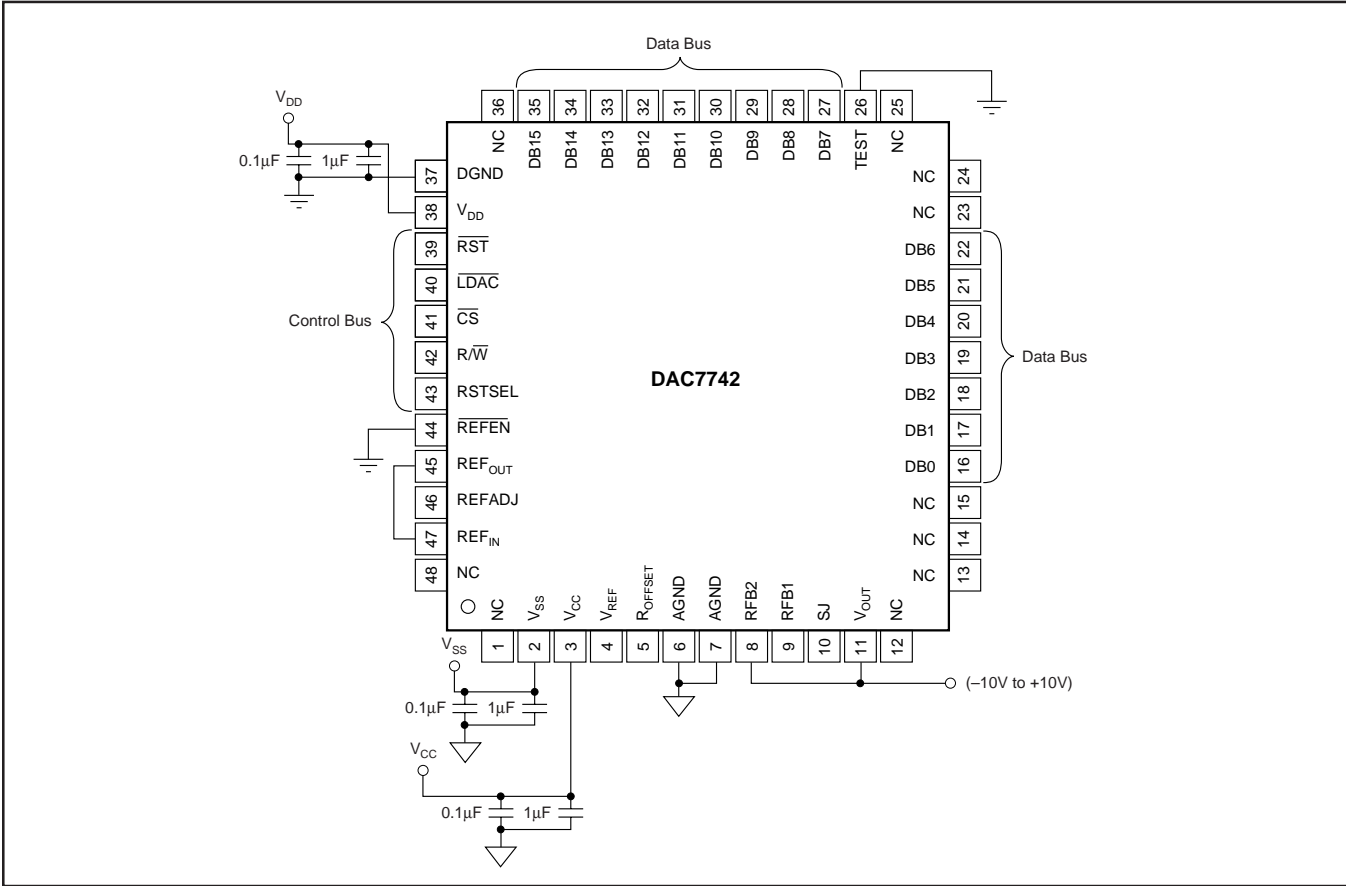 Data Bus
V_DD
0.1µF 1µF
36 35 34 33 32 31 30 29 28 27 26 25
NC DB15 DB14 DB13 DB12 DB11 DB10 DB9 DB8 DB7 TEST NC
37 DGND
38 V_DD
39 R̅S̅T̅
40 L̅D̅A̅C̅
41 C̅S̅
42 R/W̅
43 RSTSEL
44 R̅E̅F̅E̅N̅
45 REF_OUT
46 REFADJ
47 REF_IN
48 NC
Control Bus
DAC7742
NC 24
NC 23
DB6 22
DB5 21
DB4 20
DB3 19
DB2 18
DB1 17
DB0 16
NC 15
NC 14
NC 13
Data Bus
NC V_SS V_CC V_REF R_OFFSET AGND AGND RFB2 RFB1 SJ V_OUT NC
1 2 3 4 5 6 7 8 9 10 11 12
V_SS
0.1µF 1µF
(–10V to +10V)
V_CC
0.1µF 1µF